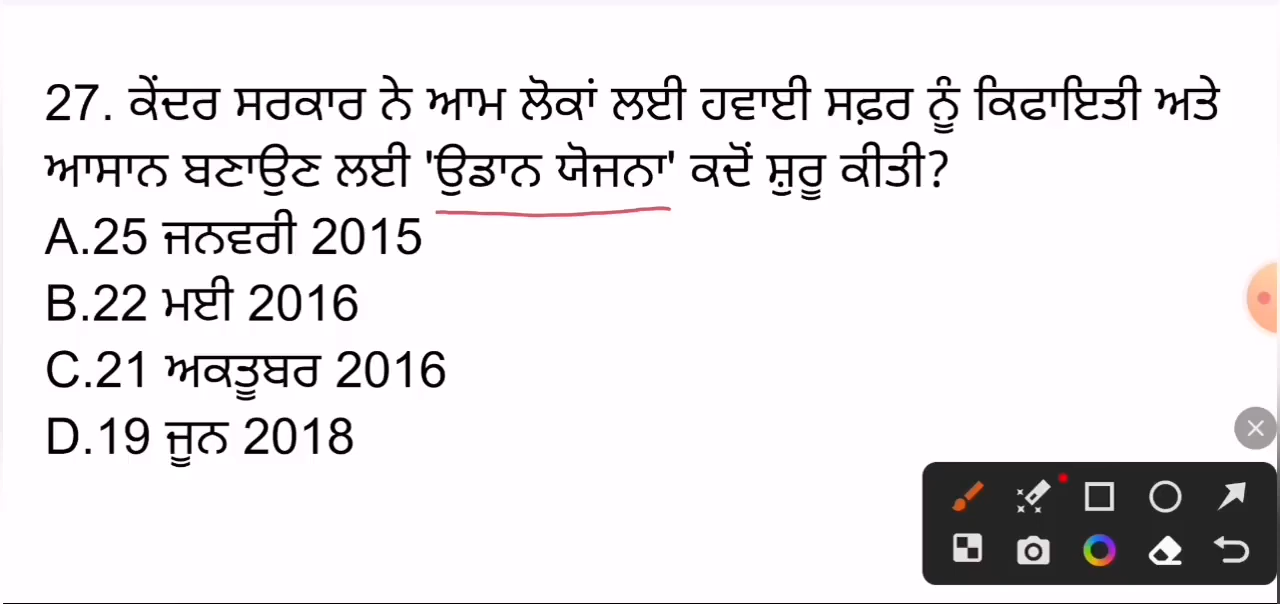 27. ਕੇਂਦਰ ਸਰਕਾਰ ਨੇ ਆਮ ਲੋਕਾਂ ਲਈ ਹਵਾਈ ਸਫ਼ਰ ਨੂੰ ਕਿਫਾਇਤੀ ਅਤੇ
ਆਸਾਨ ਬਣਾਉਣ ਲਈ 'ਉਡਾਨ ਯੋਜਨਾ' ਕਦੋਂ ਸ਼ੁਰੂ ਕੀਤੀ?
A.25 ਜਨਵਰੀ 2015
B.22 ਮਈ 2016
C.21 ਅਕਤੂਬਰ 2016
D.19 ਜੂਨ 2018